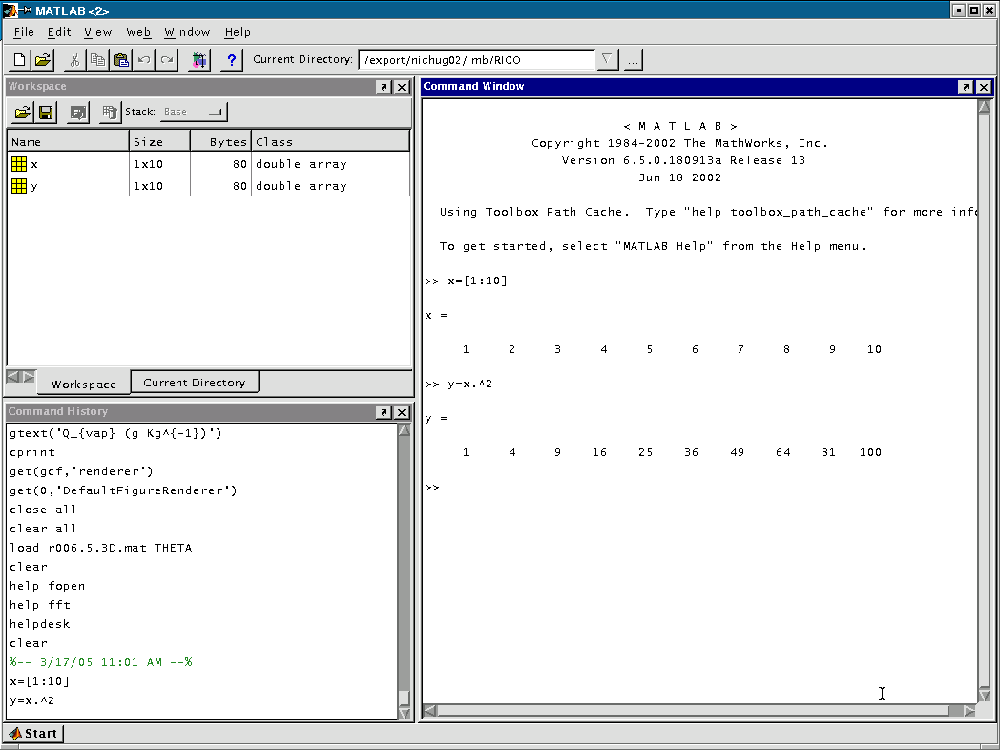 MATLAB <2>
File Edit View Web Window Help
Current Directory: /export/nidhug02/imb/RICO ...
Workspace
Stack: Base
Name Size Bytes Class
x 1x10 80 double array
y 1x10 80 double array
Workspace Current Directory
Command History
gtext('Q_{vap} (g Kg^{-1})')
cprint
get(gcf,'renderer')
get(0,'DefaultFigureRenderer')
close all
clear all
load r006.5.3D.mat THETA
clear
help fopen
help fft
helpdesk
clear
%-- 3/17/05 11:01 AM --%
x=[1:10]
y=x.^2
Command Window
< M A T L A B >
Copyright 1984-2002 The MathWorks, Inc.
Version 6.5.0.180913a Release 13
Jun 18 2002
Using Toolbox Path Cache. Type "help toolbox_path_cache" for more info
To get started, select "MATLAB Help" from the Help menu.
>> x=[1:10]
x =
1 2 3 4 5 6 7 8 9 10
>> y=x.^2
y =
1 4 9 16 25 36 49 64 81 100
>>
Start